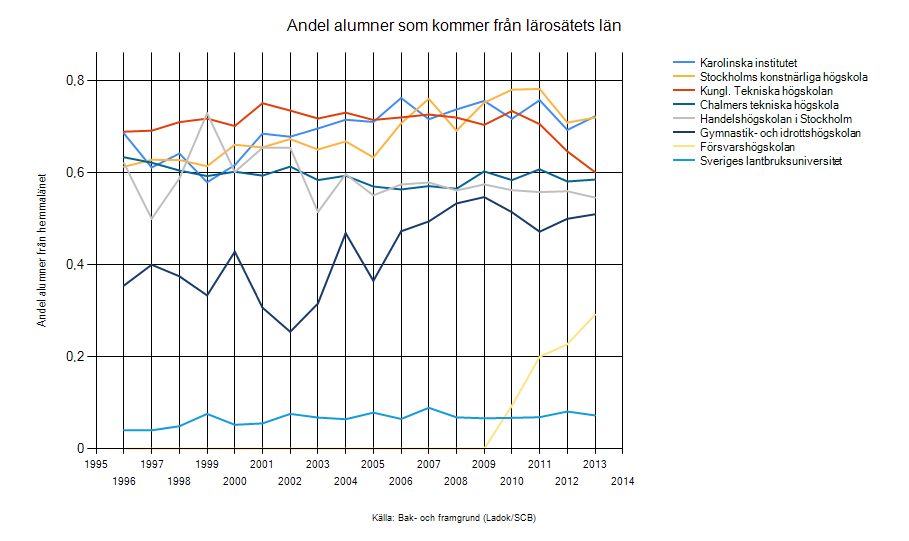 Andel alumner som kommer från lärosätets län
Karolinska institutet
Stockholms konstnärliga högskola
Kungl. Tekniska högskolan
Chalmers tekniska högskola
Handelshögskolan i Stockholm
Gymnastik- och idrottshögskolan
Försvarshögskolan
Sveriges lantbruksuniversitet
Andel alumner från hemmalänet
0,8
0,6
0,4
0,2
0
1995 1997 1999 2001 2003 2005 2007 2009 2011 2013
1996 1998 2000 2002 2004 2006 2008 2010 2012 2014
Källa: Bak- och framgrund (Ladok/SCB)